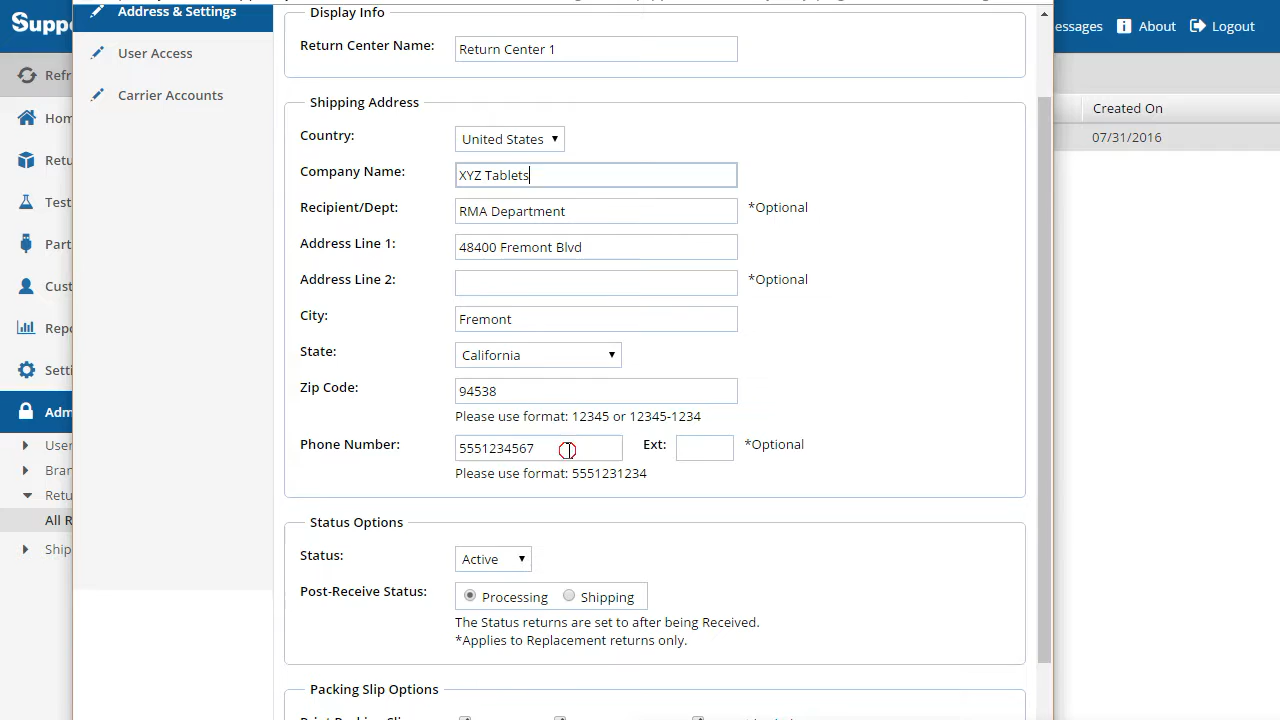 Address & Settings
User Access
Carrier Accounts
Supp
Refr
Hom
Retu
Test
Part
Cust
Repo
Setti
Adm
User
Bran
Retu
All R
Ship
Display Info
Return Center Name: Return Center 1
Shipping Address
Country: United States
Company Name: XYZ Tablets
Recipient/Dept: RMA Department *Optional
Address Line 1: 48400 Fremont Blvd
Address Line 2: *Optional
City: Fremont
State: California
Zip Code: 94538
Please use format: 12345 or 12345-1234
Phone Number: 5551234567 Ext: *Optional
Please use format: 5551231234
Status Options
Status: Active
Post-Receive Status: Processing Shipping
The Status returns are set to after being Received.
*Applies to Replacement returns only.
Packing Slip Options
essages About Logout
Created On
07/31/2016